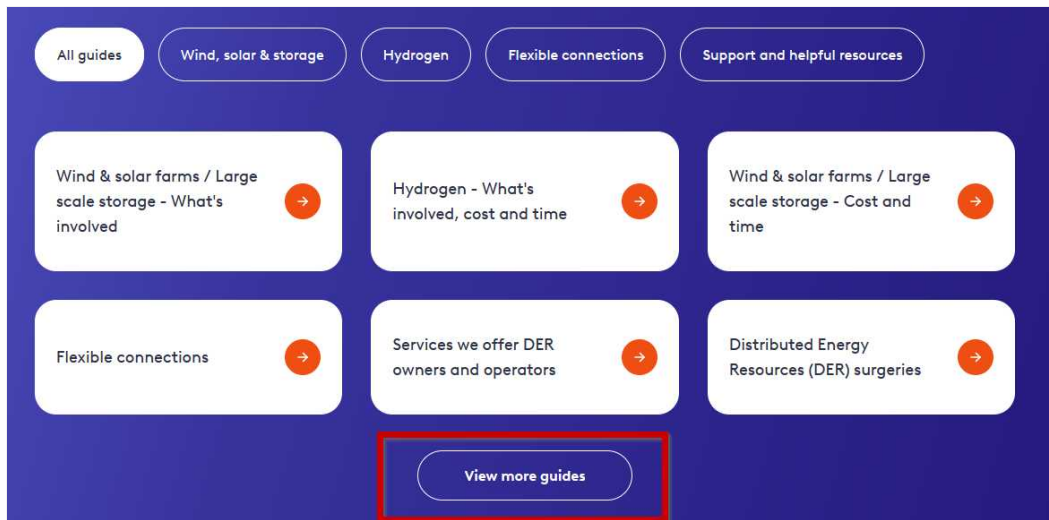 All guides
Wind, solar & storage
Hydrogen
Flexible connections
Support and helpful resources
Wind & solar farms / Large
scale storage - What's
involved
Hydrogen - What's
involved, cost and time
Wind & solar farms / Large
scale storage - Cost and
time
Flexible connections
Services we offer DER
owners and operators
Distributed Energy
Resources (DER) surgeries
View more guides